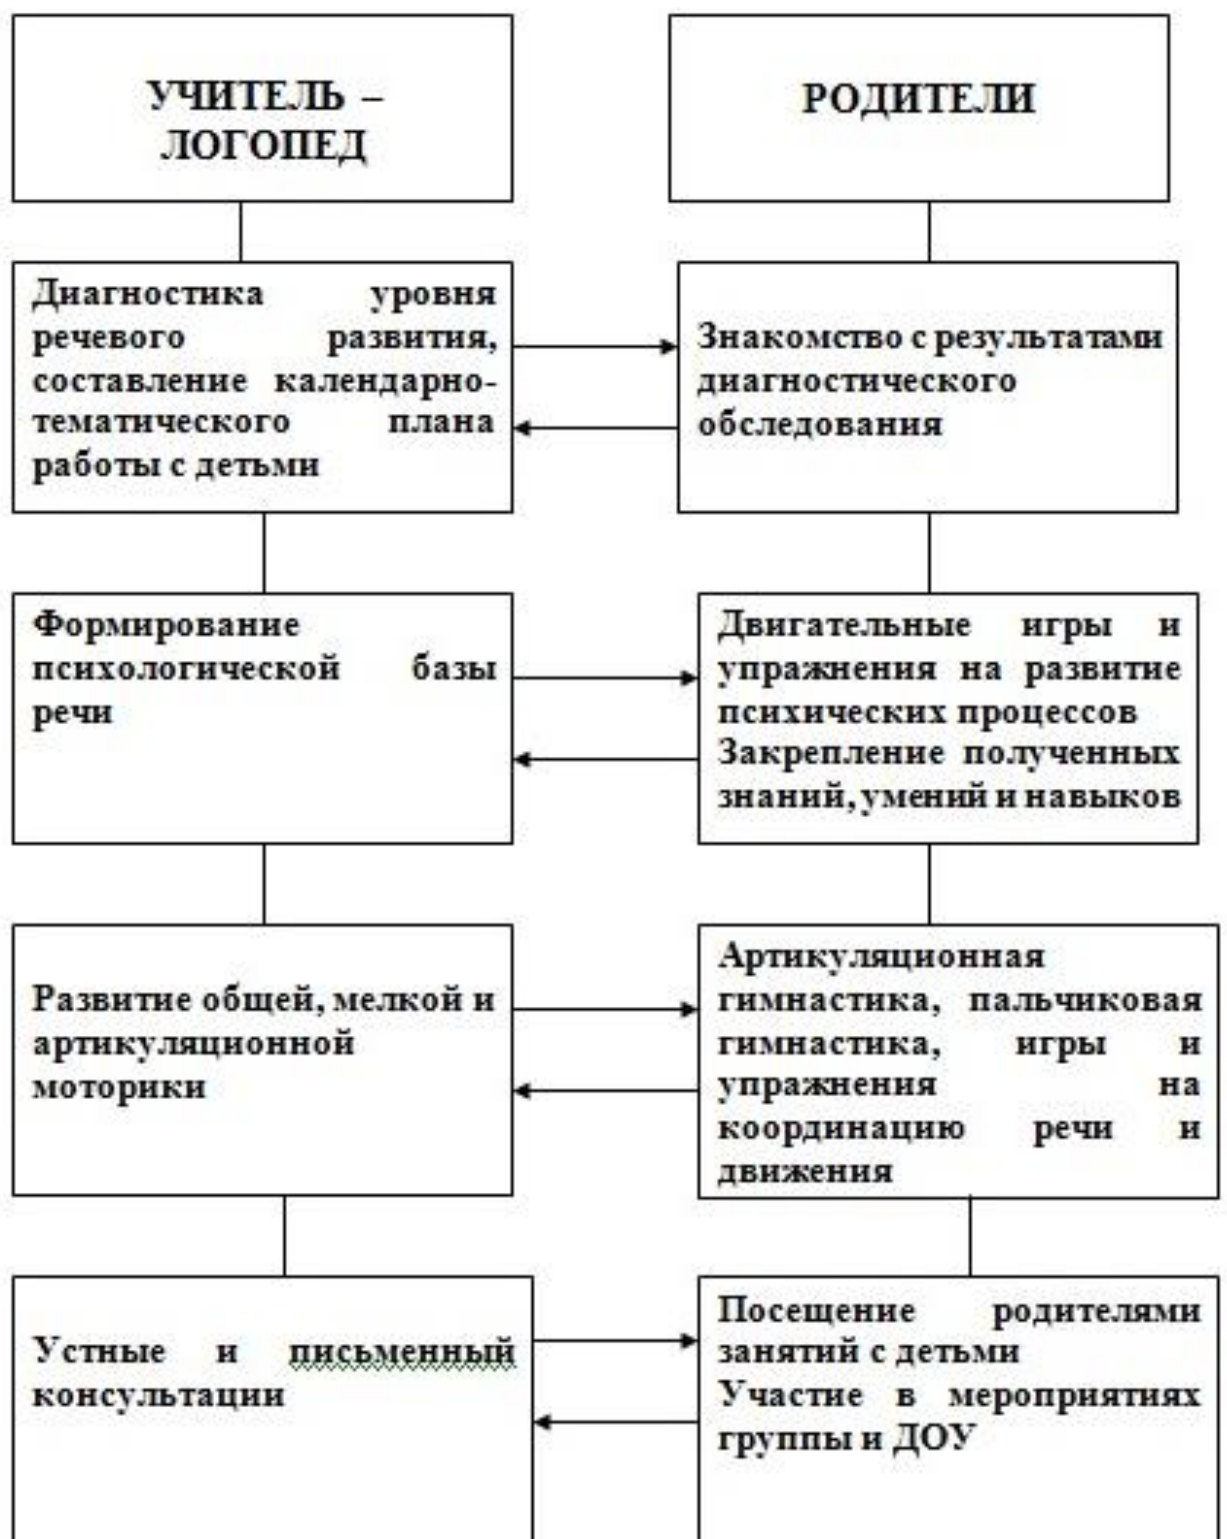 УЧИТЕЛЬ –
ЛОГОПЕД
РОДИТЕЛИ
Диагностика уровня
речевого развития,
составление календарно-
тематического плана
работы с детьми
Знакомство с результатами
диагностического
обследования
Формирование
психологической базы
речи
Двигательные игры и
упражнения на развитие
психических процессов
Закрепление полученных
знаний, умений и навыков
Развитие общей, мелкой и
артикуляционной
моторики
Артикуляционная
гимнастика, пальчиковая
гимнастика, игры и
упражнения на
координацию речи и
движения
Устные и письменный
консультации
Посещение родителями
занятий с детьми
Участие в мероприятиях
группы и ДОУ